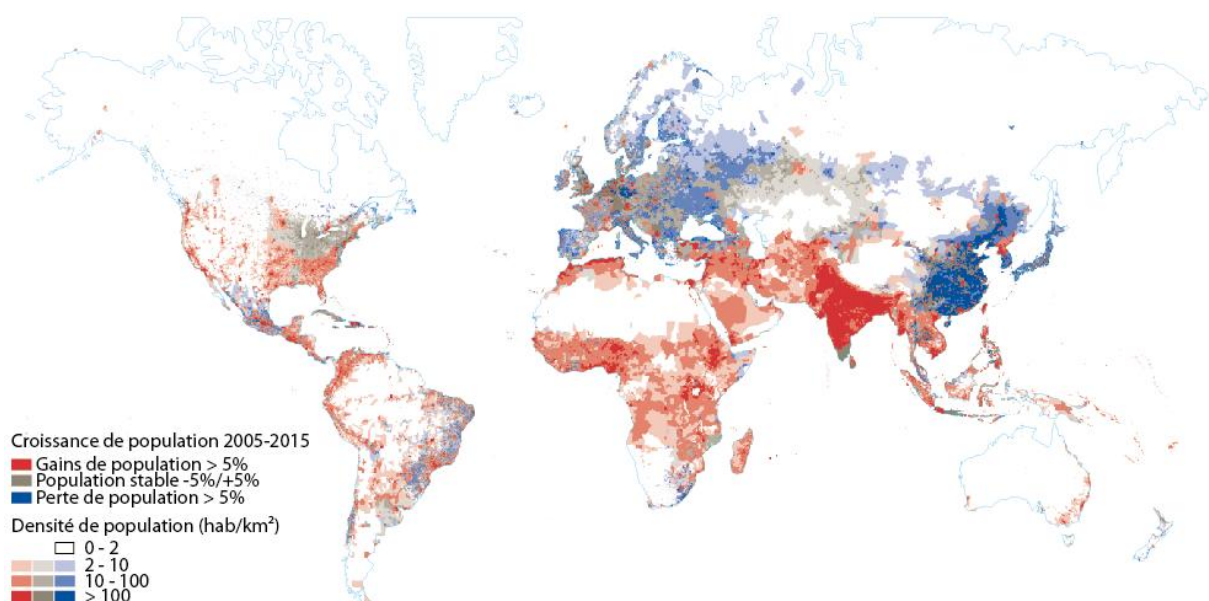 Croissance de population 2005-2015
Gains de population > 5%
Population stable -5%/+5%
Perte de population > 5%
Densité de population (hab/km²)
0 - 2
2 - 10
10 - 100
> 100